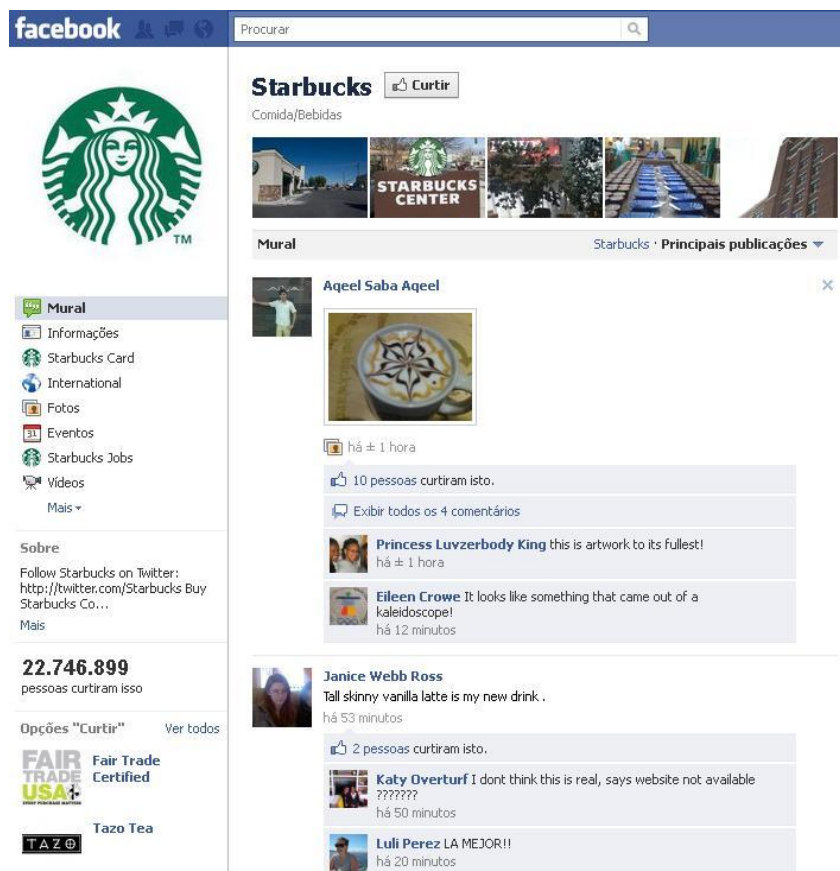 facebook
Procurar
Starbucks
Curtir
Comida/Bebidas
STARBUCKS
CENTER
TM
Mural
Starbucks · Principais publicações
Mural
Informações
Starbucks Card
International
Fotos
Eventos
Starbucks Jobs
Vídeos
Mais
Sobre
Follow Starbucks on Twitter:
http://twitter.com/Starbucks Buy
Starbucks Co...
Mais
22.746.899
pessoas curtiram isso
Opções "Curtir"
Ver todos
FAIR
TRADE
USA
EVERY PURCHASE MATTERS
Fair Trade
Certified
TAZO
Tazo Tea
Aqeel Saba Aqeel
há ± 1 hora
10 pessoas curtiram isto.
Exibir todos os 4 comentários
Princess Luvzerbody King this is artwork to its fullest!
há ± 1 hora
Eileen Crowe It looks like something that came out of a
kaleidoscope!
há 12 minutos
Janice Webb Ross
Tall skinny vanilla latte is my new drink .
há 53 minutos
2 pessoas curtiram isto.
Katy Overturf I dont think this is real, says website not available
???????
há 50 minutos
Luli Perez LA MEJOR!!
há 20 minutos